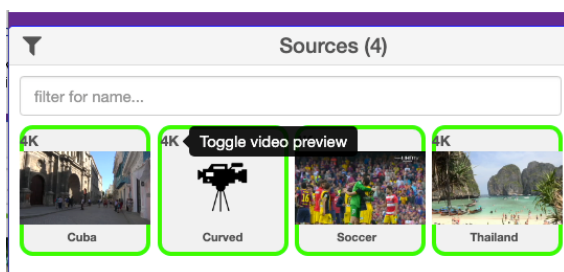 Sources (4)
filter for name...
4K
4K
Toggle video preview
4K
Cuba
Curved
Soccer
Thailand